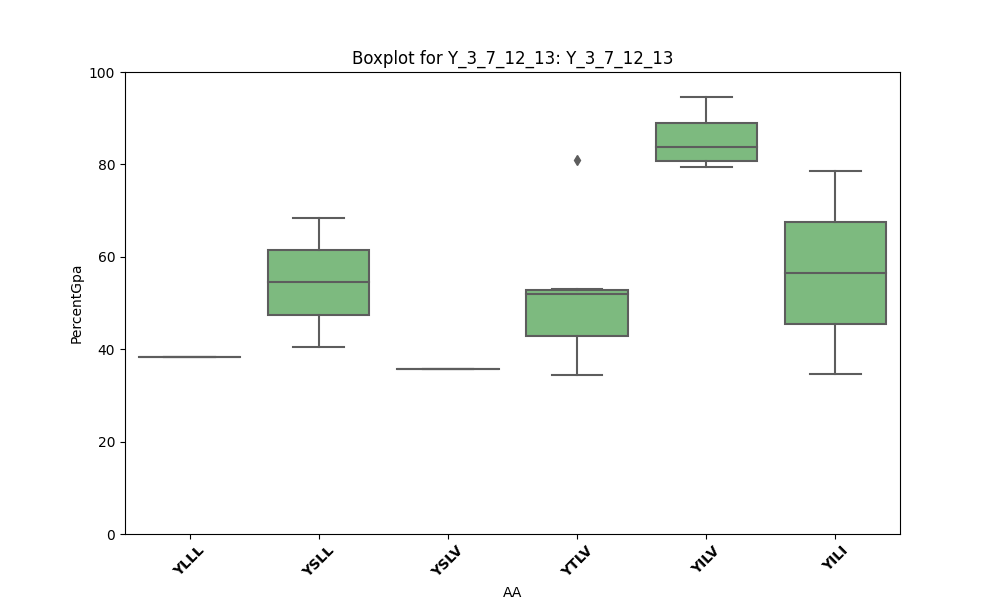 Boxplot for Y_3_7_12_13: Y_3_7_12_13
100
80
60
40
20
0
PercentGpa
YLLL
YSLL
YSLV
YTLV
YILV
YILI
AA